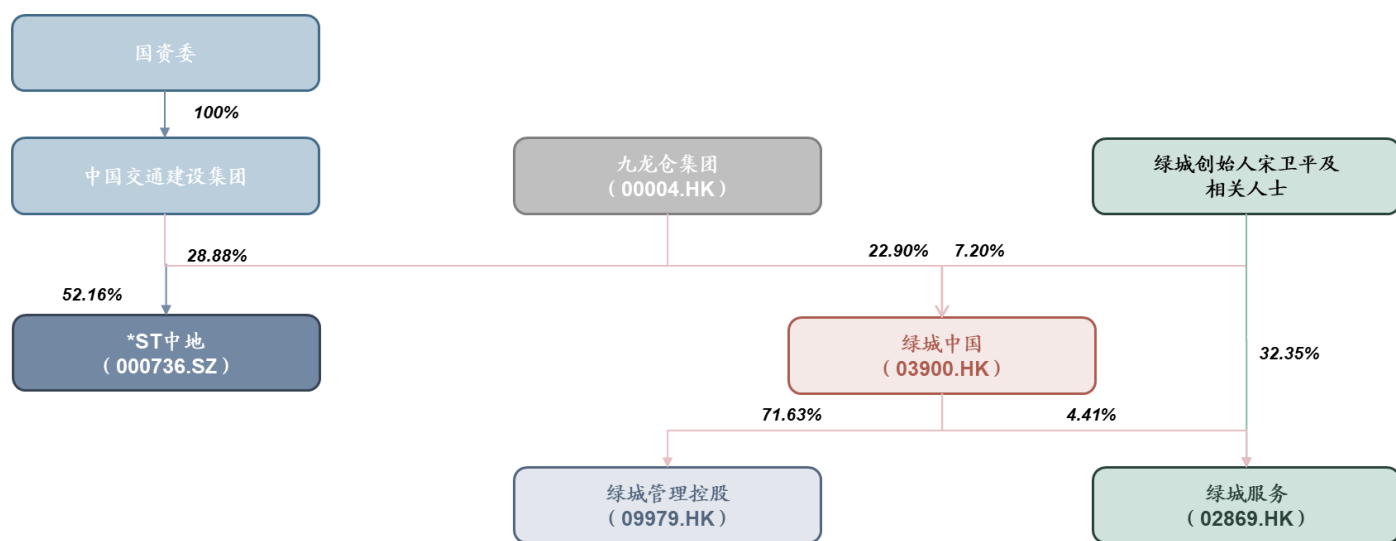 国资委
100%
中国交通建设集团
九龙仓集团
（00004.HK）
绿城创始人宋卫平及
相关人士
28.88%
22.90%
7.20%
52.16%
*ST中地
（000736.SZ）
绿城中国
（03900.HK）
32.35%
71.63%
4.41%
绿城管理控股
（09979.HK）
绿城服务
（02869.HK）